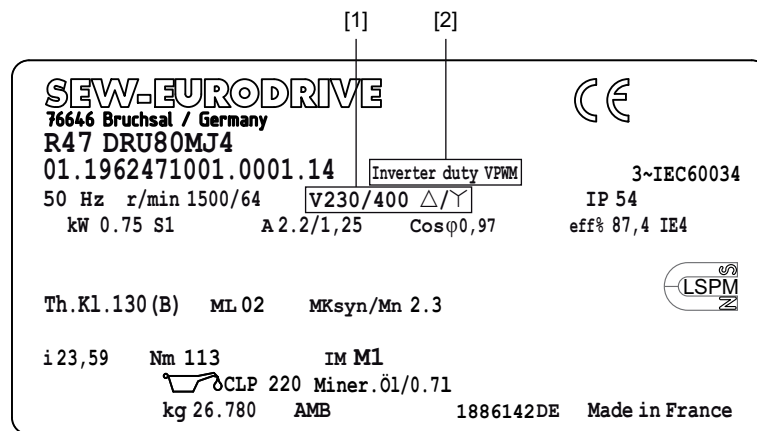 [1] [2]
SEW-EURODRIVE CE
76646 Bruchsal / Germany
R47 DRU80MJ4
01.1962471001.0001.14 Inverter duty VPWM 3~IEC60034
50 Hz r/min 1500/64 V230/400 △/Y IP 54
kW 0.75 S1 A 2.2/1,25 Cosφ0,97 eff% 87,4 IE4
LSPM
S
N
Th.Kl.130(B) ML 02 MKsyn/Mn 2.3
i 23,59 Nm 113 IM M1
CLP 220 Miner.Öl/0.7l
kg 26.780 AMB 1886142DE Made in France